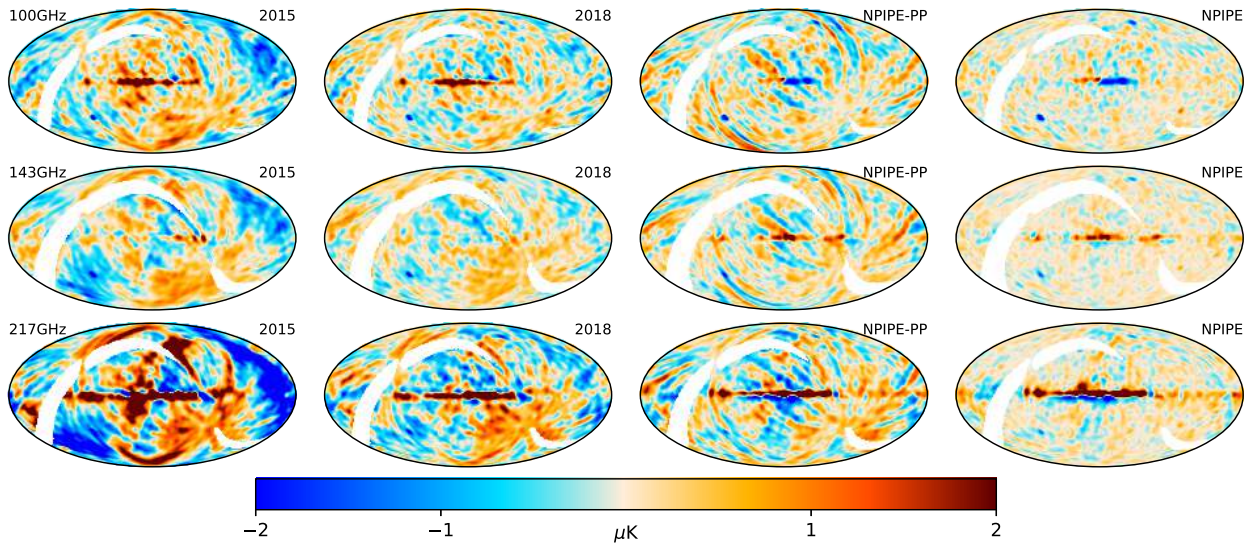 100GHz 2015 2018 NPIPE-PP NPIPE
143GHz 2015 2018 NPIPE-PP NPIPE
217GHz 2015 2018 NPIPE-PP NPIPE
−2 −1 μK 1 2